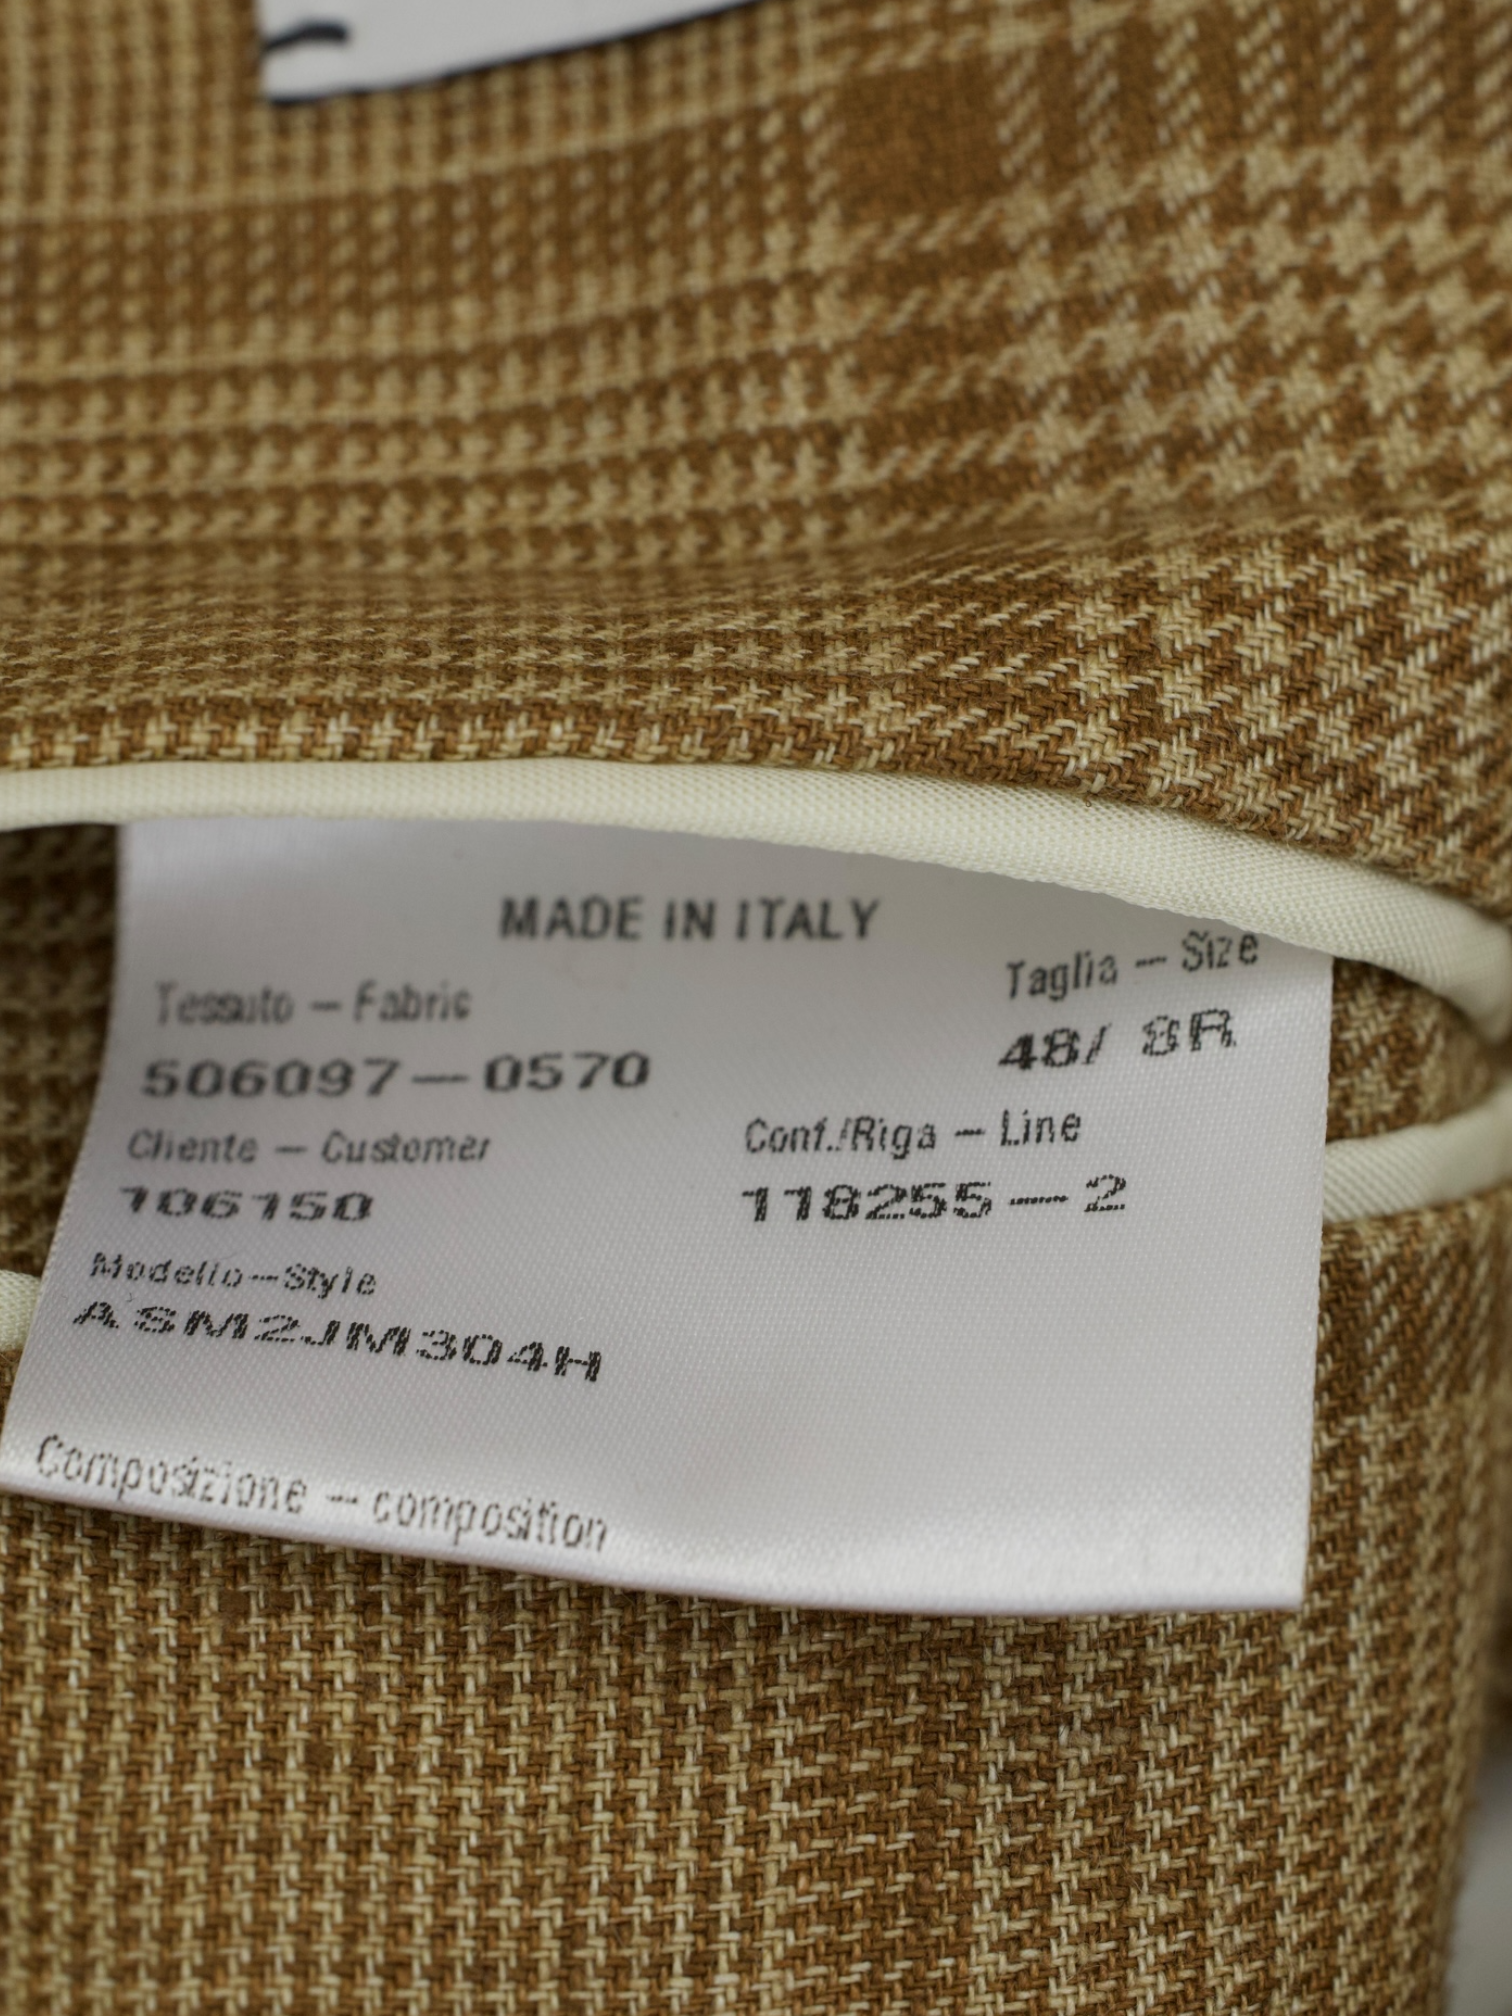 MADE IN ITALY
Taglia - Size
48/ 8R
Tessuto - Fabric
506097-0570
Cliente - Customer
106150
Conf./Riga - Line
118255-2
Modello-Style
ASM2JM304H
Composizione - composition